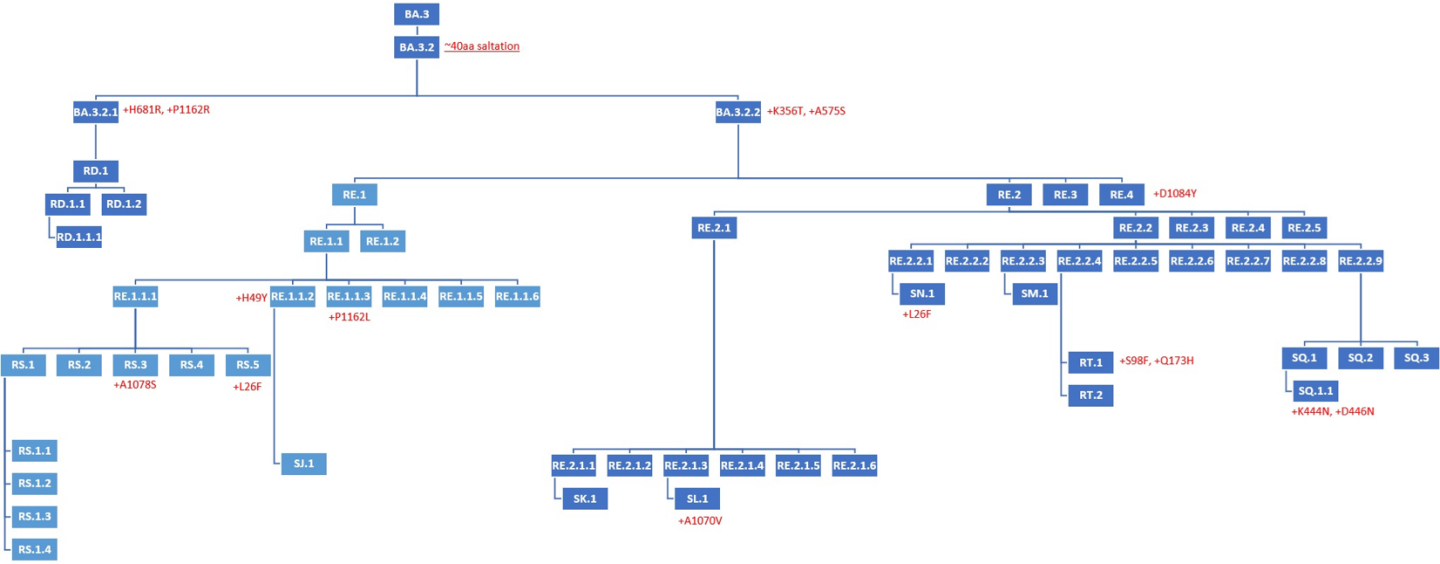 BA.3
BA.3.2 ~40aa saltation
BA.3.2.1 +H681R, +P1162R BA.3.2.2 +K356T, +A575S
RD.1
RE.1 RE.2 RE.3 RE.4 +D1084Y
RD.1.1 RD.1.2
RE.2.1 RE.2.2 RE.2.3 RE.2.4 RE.2.5
RD.1.1.1 RE.1.1 RE.1.2
RE.2.2.1 RE.2.2.2 RE.2.2.3 RE.2.2.4 RE.2.2.5 RE.2.2.6 RE.2.2.7 RE.2.2.8 RE.2.2.9
RE.1.1.1 +H49Y RE.1.1.2 RE.1.1.3 RE.1.1.4 RE.1.1.5 RE.1.1.6 SN.1 SM.1
+P1162L +L26F
RS.1 RS.2 RS.3 RS.4 RS.5 RT.1 +S98F, +Q173H SQ.1 SQ.2 SQ.3
+A1078S +L26F
RT.2 SQ.1.1
+K444N, +D446N
RS.1.1
SJ.1 RE.2.1.1 RE.2.1.2 RE.2.1.3 RE.2.1.4 RE.2.1.5 RE.2.1.6
RS.1.2
SK.1 SL.1
RS.1.3 +A1070V
RS.1.4